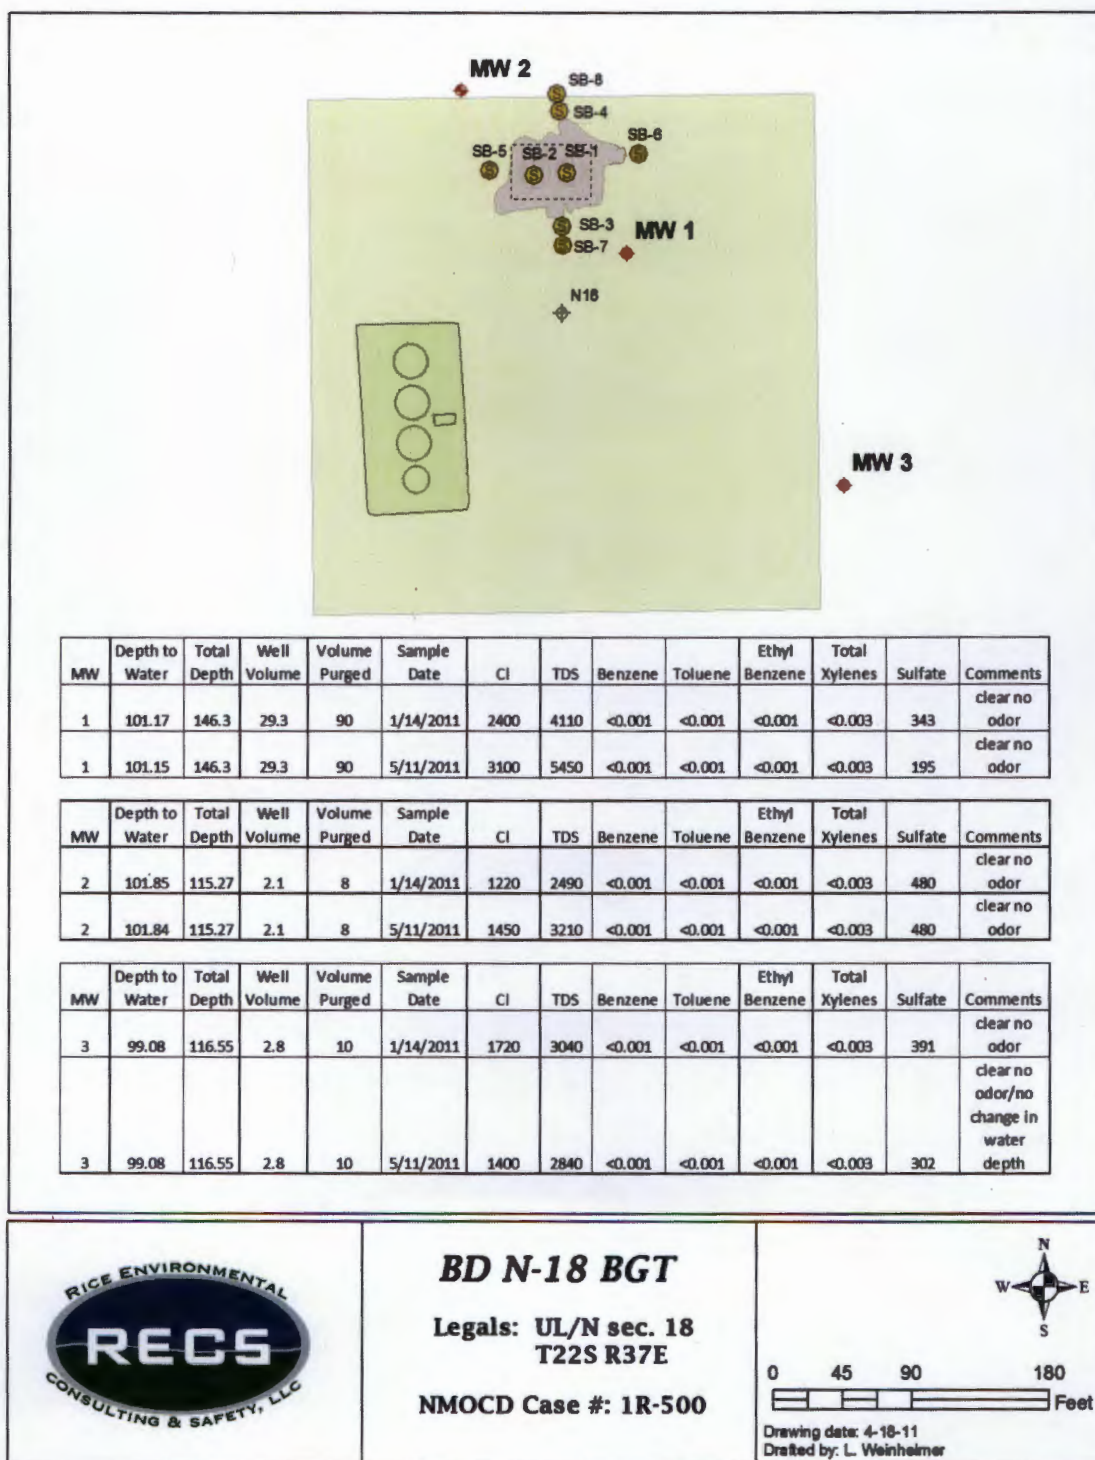 MW 2
SB-8
SB-4
SB-6
SB-5
SB-2
SB-1
SB-3
SB-7
MW 1
N18
MW 3
MW Depth to Water Total Depth Well Volume Volume Purged Sample Date Cl TDS Benzene Toluene Ethyl Benzene Total Xylenes Sulfate Comments
1 101.17 146.3 29.3 90 1/14/2011 2400 4110 <0.001 <0.001 <0.001 <0.003 343 clear no odor
1 101.15 146.3 29.3 90 5/11/2011 3100 5450 <0.001 <0.001 <0.001 <0.003 195 clear no odor
MW Depth to Water Total Depth Well Volume Volume Purged Sample Date Cl TDS Benzene Toluene Ethyl Benzene Total Xylenes Sulfate Comments
2 101.85 115.27 2.1 8 1/14/2011 1220 2490 <0.001 <0.001 <0.001 <0.003 480 clear no odor
2 101.84 115.27 2.1 8 5/11/2011 1450 3210 <0.001 <0.001 <0.001 <0.003 480 clear no odor
MW Depth to Water Total Depth Well Volume Volume Purged Sample Date Cl TDS Benzene Toluene Ethyl Benzene Total Xylenes Sulfate Comments
3 99.08 116.55 2.8 10 1/14/2011 1720 3040 <0.001 <0.001 <0.001 <0.003 391 clear no odor
3 99.08 116.55 2.8 10 5/11/2011 1400 2840 <0.001 <0.001 <0.001 <0.003 302 clear no odor/no change in water depth
RICE ENVIRONMENTAL
RECS
CONSULTING & SAFETY, LLC
BD N-18 BGT
Legals: UL/N sec. 18
T22S R37E
NMOCD Case #: 1R-500
N
W E
S
0 45 90 180
Feet
Drawing date: 4-18-11
Drafted by: L. Weinheimer